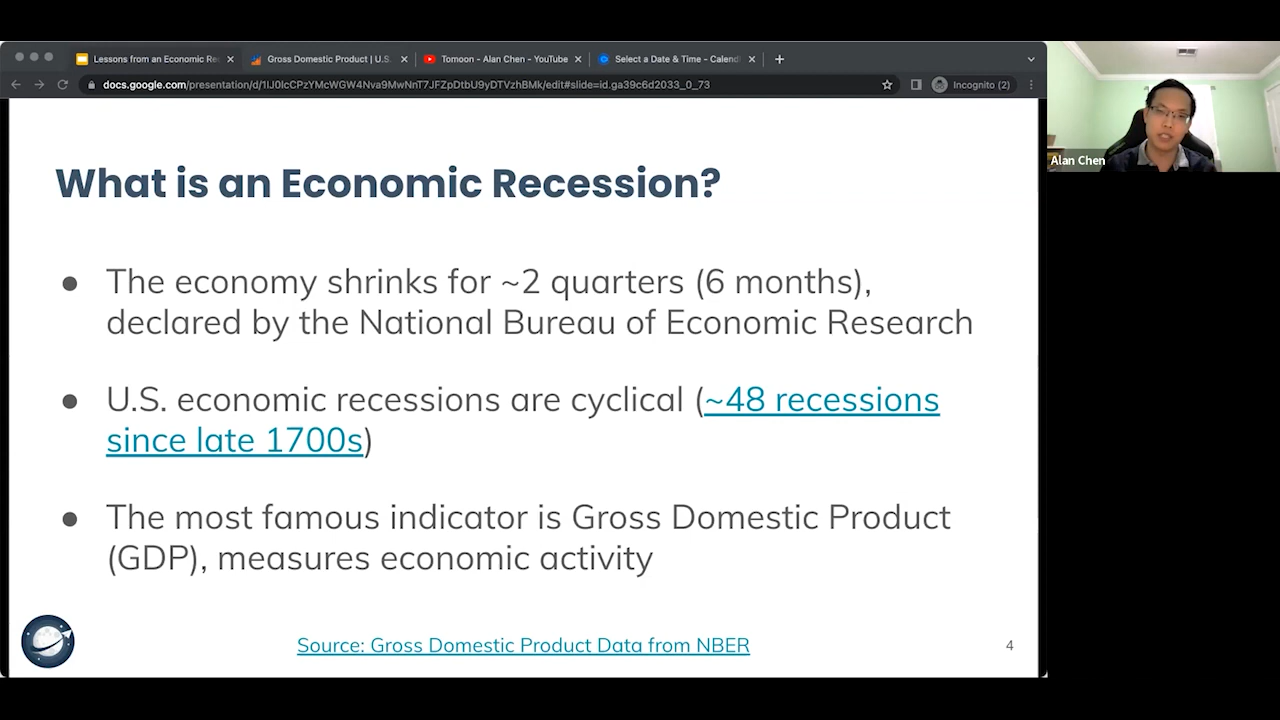 Lessons from an Economic Re
Gross Domestic Product | U.S.
Tomoon - Alan Chen - YouTube
Select a Date & Time - Calend
docs.google.com/presentation/d/1lJ0lcCPzYMcWGW4Nva9MwNnT7JFZpDtbU9yDTVzhBMk/edit#slide=id.ga39c6d2033_0_73
Incognito (2)
Alan Chen
What is an Economic Recession?
● The economy shrinks for ~2 quarters (6 months),
declared by the National Bureau of Economic Research
● U.S. economic recessions are cyclical (~48 recessions
since late 1700s)
● The most famous indicator is Gross Domestic Product
(GDP), measures economic activity
Source: Gross Domestic Product Data from NBER
4